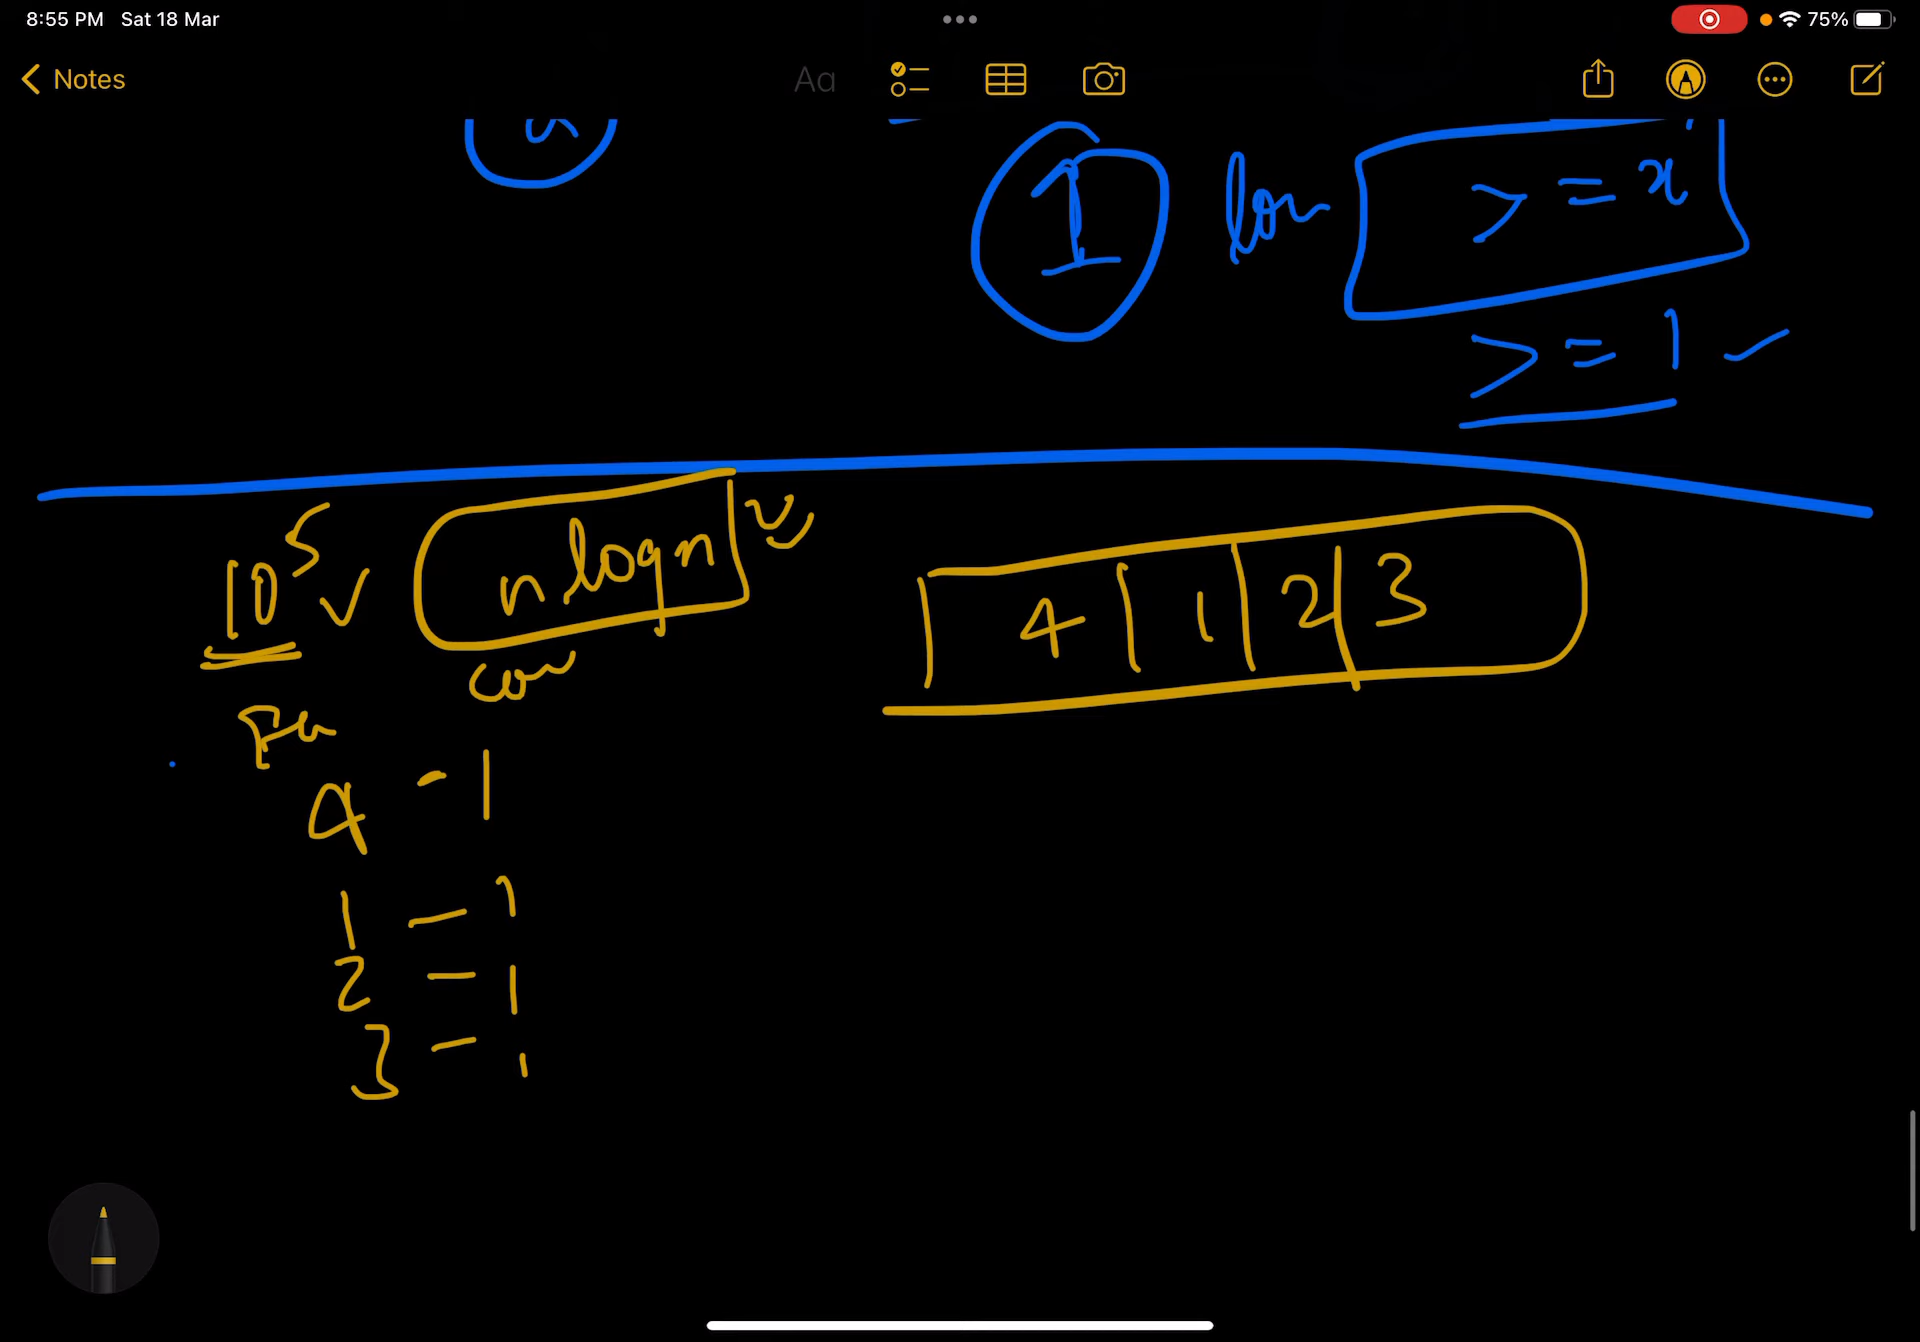 8:55 PM Sat 18 Mar
75%
Notes
Aa
1 low >= x
>= 1 ✓
10^5 ✓ n log n
4 | 1 | 2 | 3
4 - 1
1 - 1
2 - 1
3 - 1